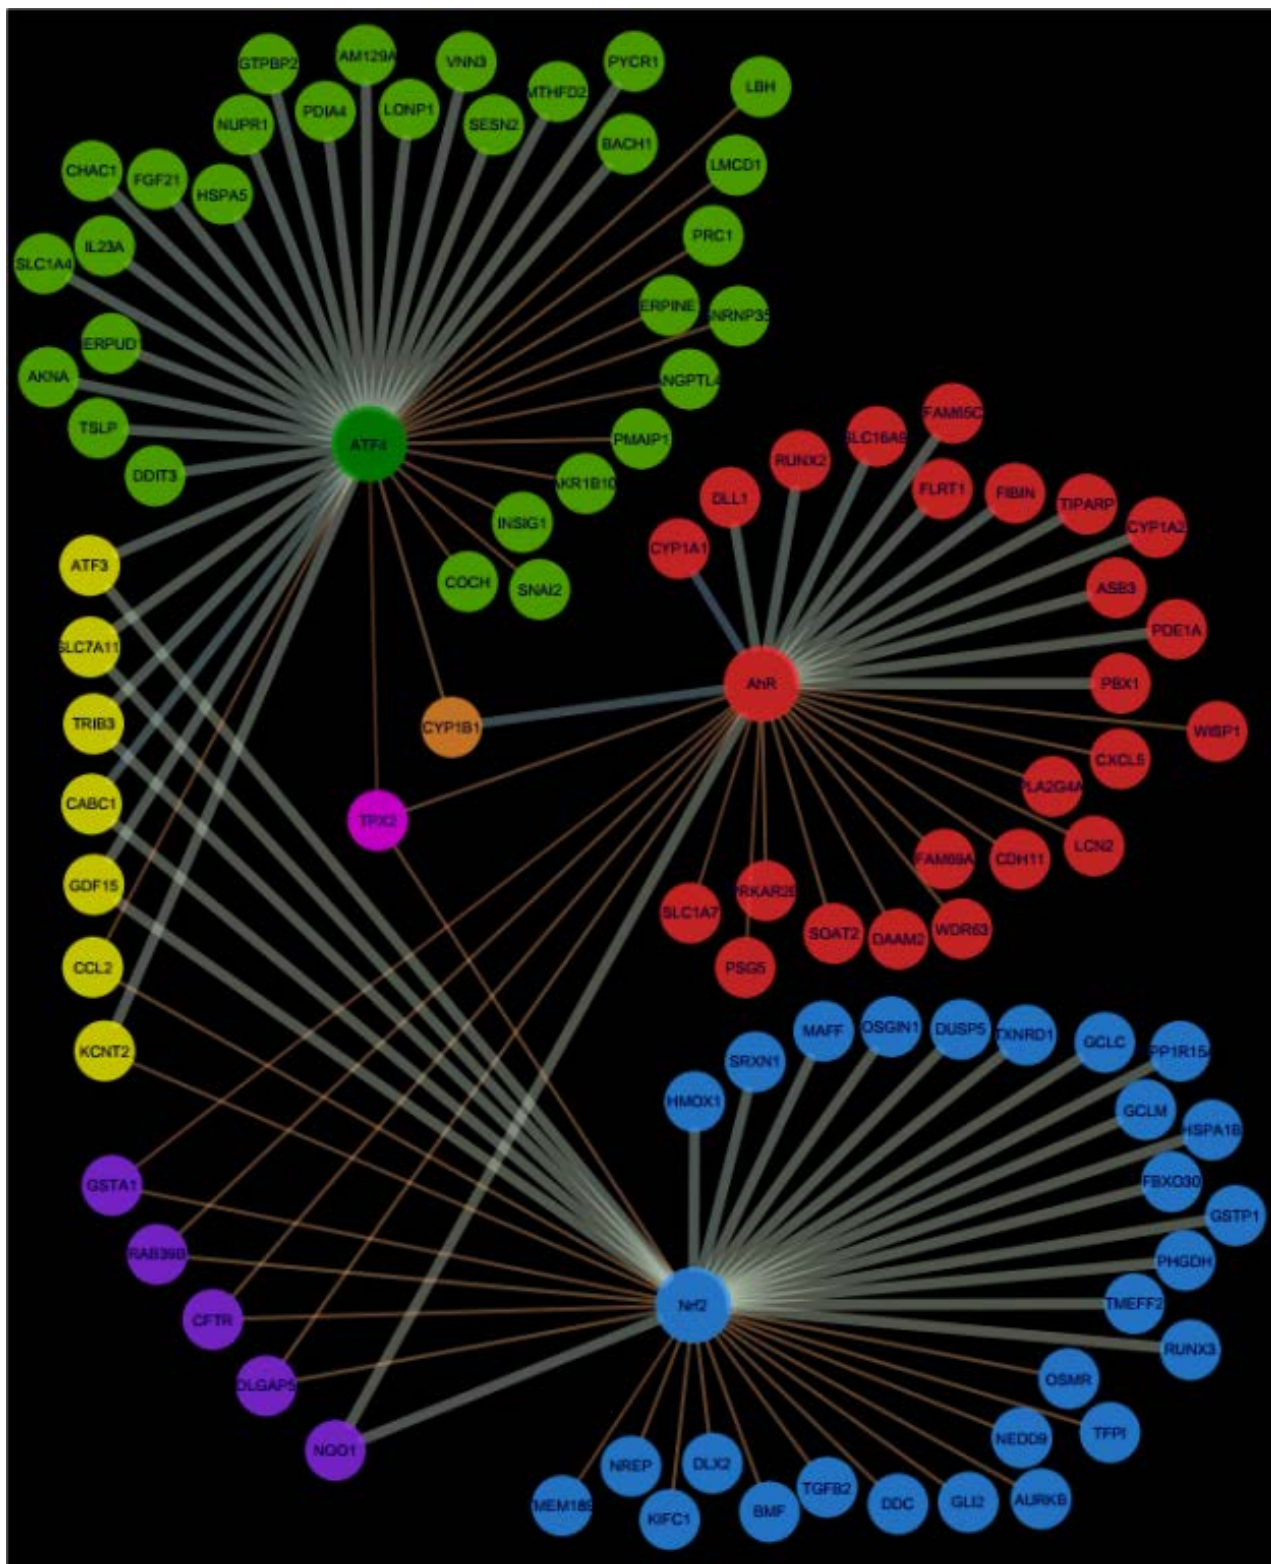 GTPBP2
FAM129A
VNN3
PYCR1
LBH
MTHFD2
NUPR1
PDIA4
LONP1
SESN2
BACH1
CHAC1
FGF21
HSPA5
LMCD1
SLC1A4
IL23A
PRC1
ERPINE
SNRNP35
ERPUD
AKNA
ANGPTL4
TSLP
ATF4
PMAIP1
DDIT3
AKR1B10
INSIG1
COCH
SNAI2
ATF3
SLC7A11
TRIB3
CABC1
GDF15
CCL2
KCNT2
CYP1B1
TPX2
FAM65C
SLC16A6
RUNX2
DLL1
FLRT1
FIBIN
TIPARP
CYP1A2
CYP1A1
ASB3
PDE1A
AhR
PBX1
WISP1
CXCL5
PLA2G4A
LCN2
FAM69A
CDH11
SLC1A7
PRKAR2B
SOAT2
DAAM2
WDR63
PSG5
MAFF
OSGIN1
DUSP5
TXNRD1
GCLC
PP1R15A
SRXN1
HMOX1
GCLM
HSPA1B
FBXO30
GSTP1
PHGDH
Nrf2
TMEFF2
RUNX3
GSTA1
RAB39B
CFTR
DLGAP5
NQO1
OSMR
TFPI
NEDD9
NREP
DLX2
TGFB2
TMEM189
KIFC1
BMF
DDC
GLI2
AURKB